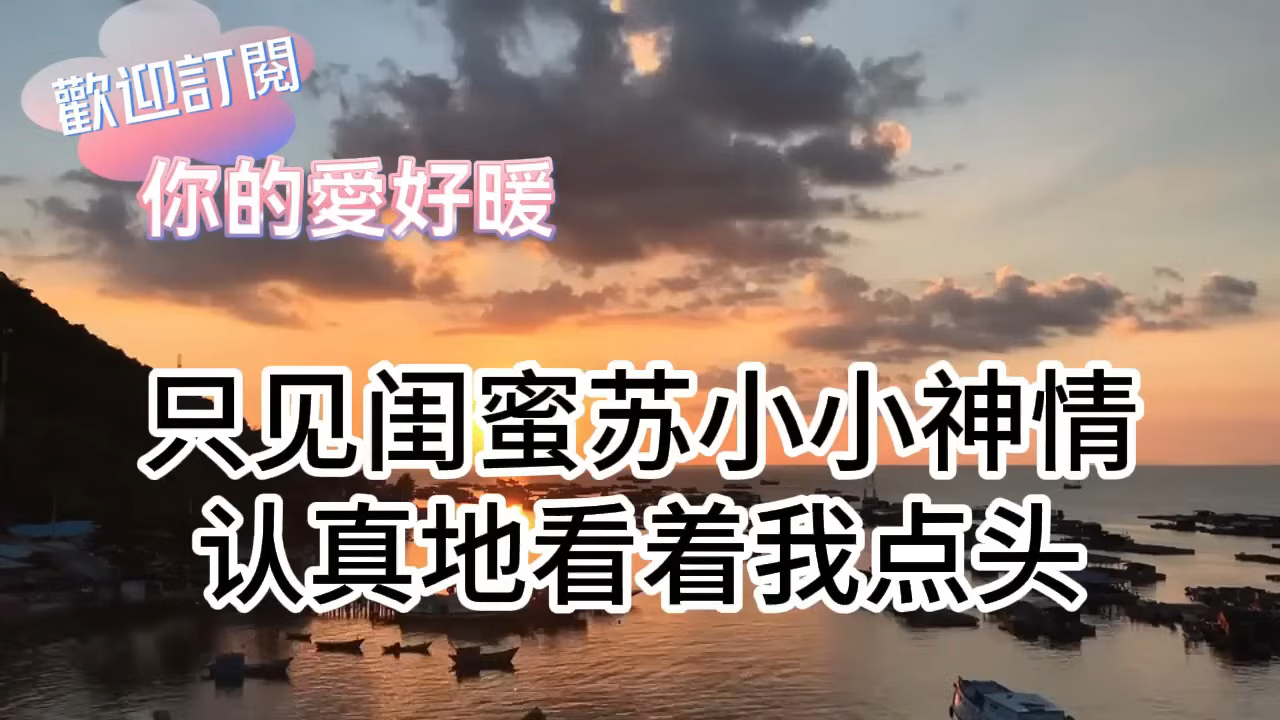 歡迎訂閱
你的愛好暖
只见闺蜜苏小小神情
认真地看着我点头